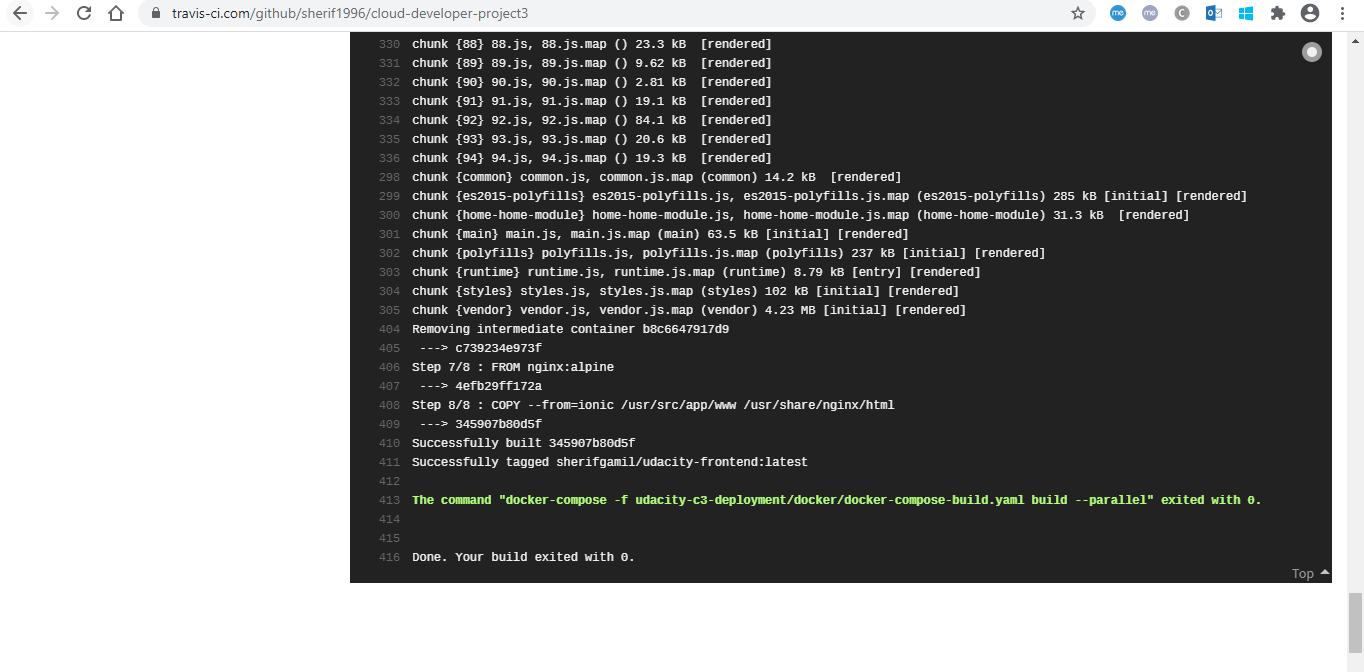 travis-ci.com/github/sherif1996/cloud-developer-project3
330 chunk {88} 88.js, 88.js.map () 23.3 kB  [rendered]
331 chunk {89} 89.js, 89.js.map () 9.62 kB  [rendered]
332 chunk {90} 90.js, 90.js.map () 2.81 kB  [rendered]
333 chunk {91} 91.js, 91.js.map () 19.1 kB  [rendered]
334 chunk {92} 92.js, 92.js.map () 84.1 kB  [rendered]
335 chunk {93} 93.js, 93.js.map () 20.6 kB  [rendered]
336 chunk {94} 94.js, 94.js.map () 19.3 kB  [rendered]
298 chunk {common} common.js, common.js.map (common) 14.2 kB  [rendered]
299 chunk {es2015-polyfills} es2015-polyfills.js, es2015-polyfills.js.map (es2015-polyfills) 285 kB [initial] [rendered]
300 chunk {home-home-module} home-home-module.js, home-home-module.js.map (home-home-module) 31.3 kB  [rendered]
301 chunk {main} main.js, main.js.map (main) 63.5 kB [initial] [rendered]
302 chunk {polyfills} polyfills.js, polyfills.js.map (polyfills) 237 kB [initial] [rendered]
303 chunk {runtime} runtime.js, runtime.js.map (runtime) 8.79 kB [entry] [rendered]
304 chunk {styles} styles.js, styles.js.map (styles) 102 kB [initial] [rendered]
305 chunk {vendor} vendor.js, vendor.js.map (vendor) 4.23 MB [initial] [rendered]
404 Removing intermediate container b8c6647917d9
405  ---> c739234e973f
406 Step 7/8 : FROM nginx:alpine
407  ---> 4efb29ff172a
408 Step 8/8 : COPY --from=ionic /usr/src/app/www /usr/share/nginx/html
409  ---> 345907b80d5f
410 Successfully built 345907b80d5f
411 Successfully tagged sherifgamil/udacity-frontend:latest
412
413 The command "docker-compose -f udacity-c3-deployment/docker/docker-compose-build.yaml build --parallel" exited with 0.
414
415
416 Done. Your build exited with 0.
Top